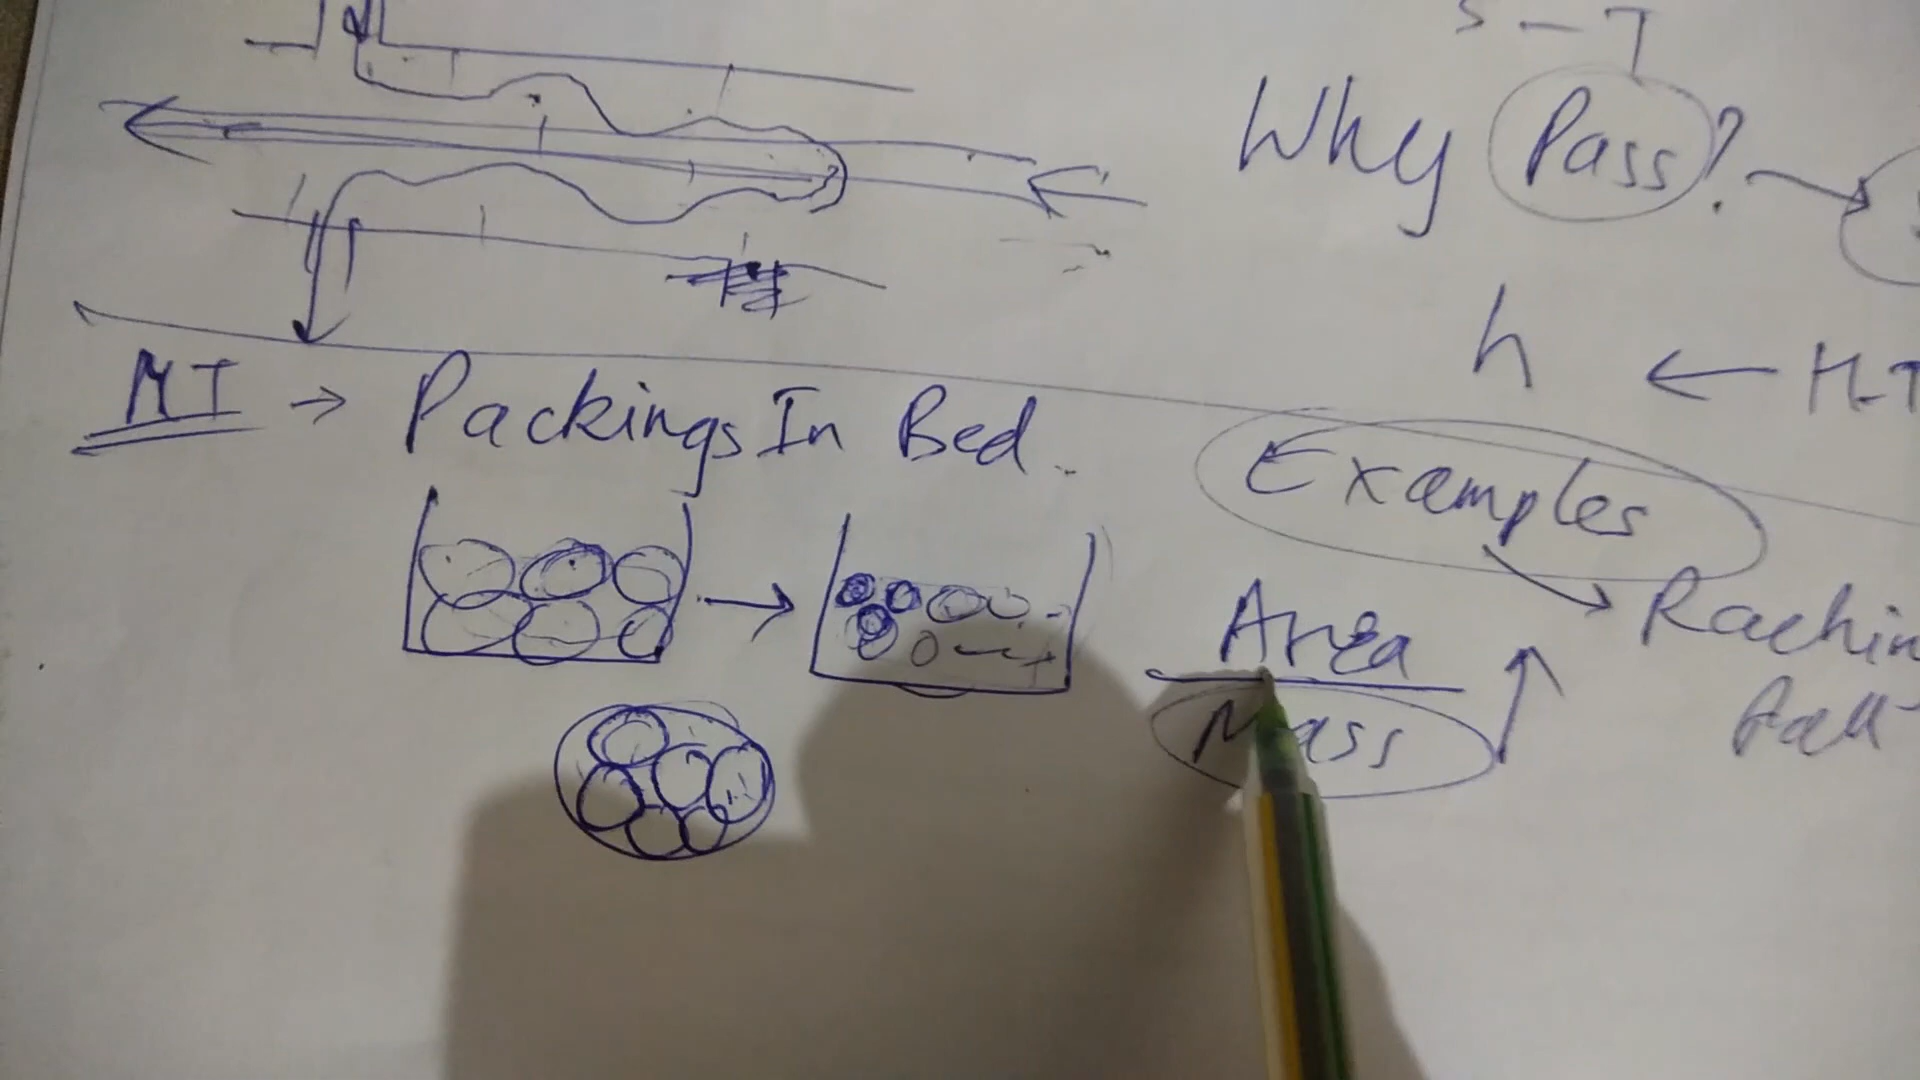 S-T
Why Pass?
h ← H.T
MT → Packings In Bed.
Examples
Area
Mass